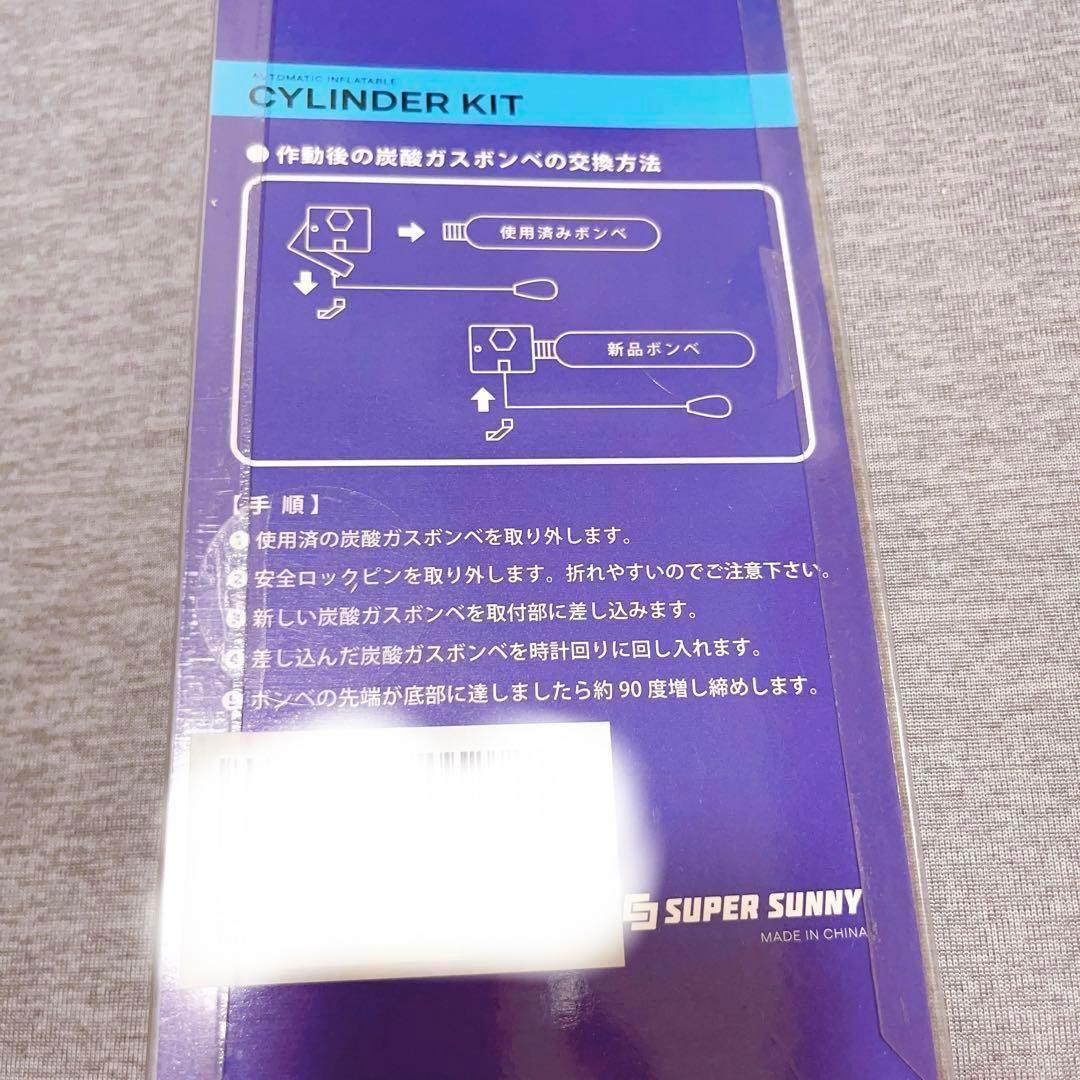 AUTOMATIC INFLATABLE
CYLINDER KIT
● 作動後の炭酸ガスボンベの交換方法
使用済みボンベ
新品ボンベ
【手 順】
❶ 使用済の炭酸ガスボンベを取り外します。
❷ 安全ロックピンを取り外します。折れやすいのでご注意下さい。
❸ 新しい炭酸ガスボンベを取付部に差し込みます。
❹ 差し込んだ炭酸ガスボンベを時計回りに回し入れます。
❺ ボンベの先端が底部に達しましたら約90度増し締めします。
SUPER SUNNY
MADE IN CHINA